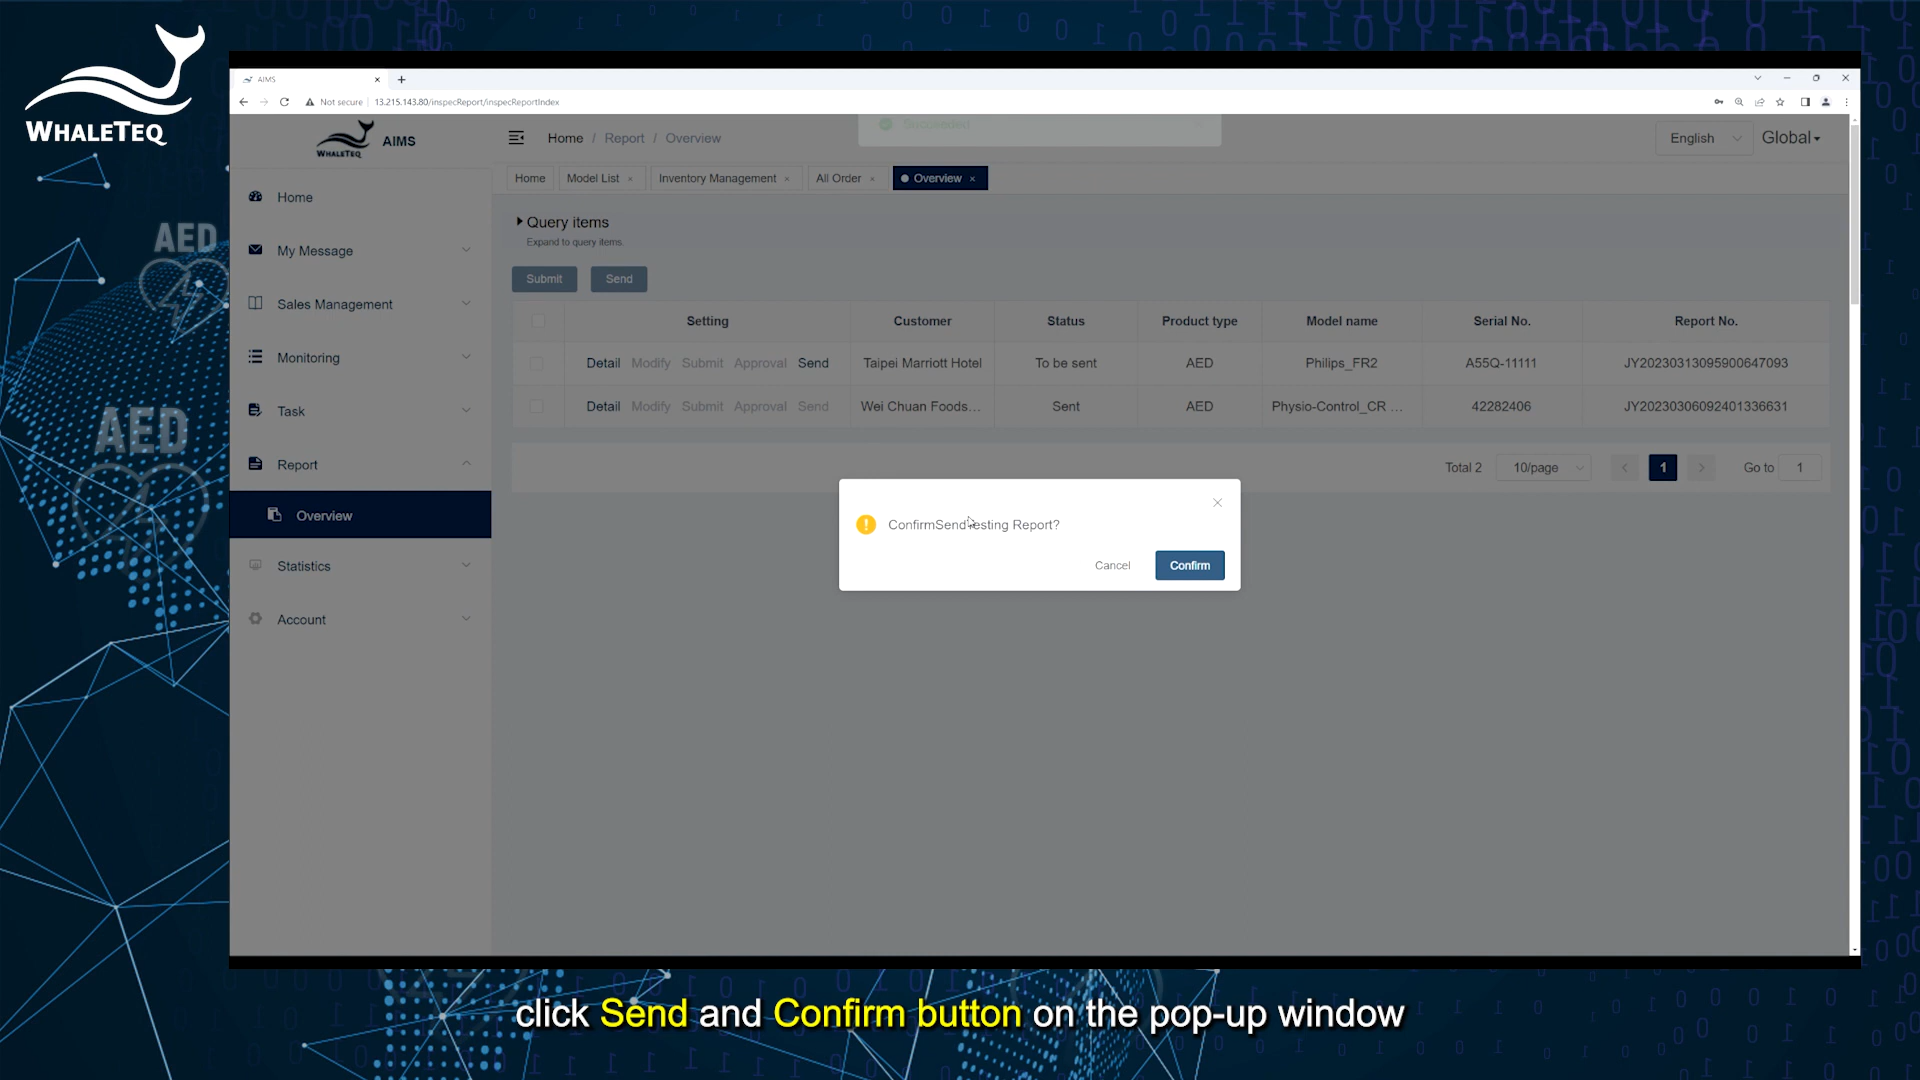 WHALETEQ
AIMS
Not secure
13.215.143.80/inspecReport/inspecReportIndex
WHALETEQ
AIMS
Home / Report / Overview
Succeeded
English
Global
Home
Model List
Inventory Management
All Order
Overview
Home
My Message
Sales Management
Monitoring
Task
Report
Overview
Statistics
Account
Query items
Expand to query items.
Submit
Send
Setting Customer Status Product type Model name Serial No. Report No.
Detail Modify Submit Approval Send Taipei Marriott Hotel To be sent AED Philips_FR2 A55Q-11111 JY20230313095900647093
Detail Modify Submit Approval Send Wei Chuan Foods... Sent AED Physio-Control_CR ... 42282406 JY20230306092401336631
Total 2 10/page 1 Go to 1
ConfirmSend esting Report?
Cancel
Confirm
AED
AED
click Send and Confirm button on the pop-up window